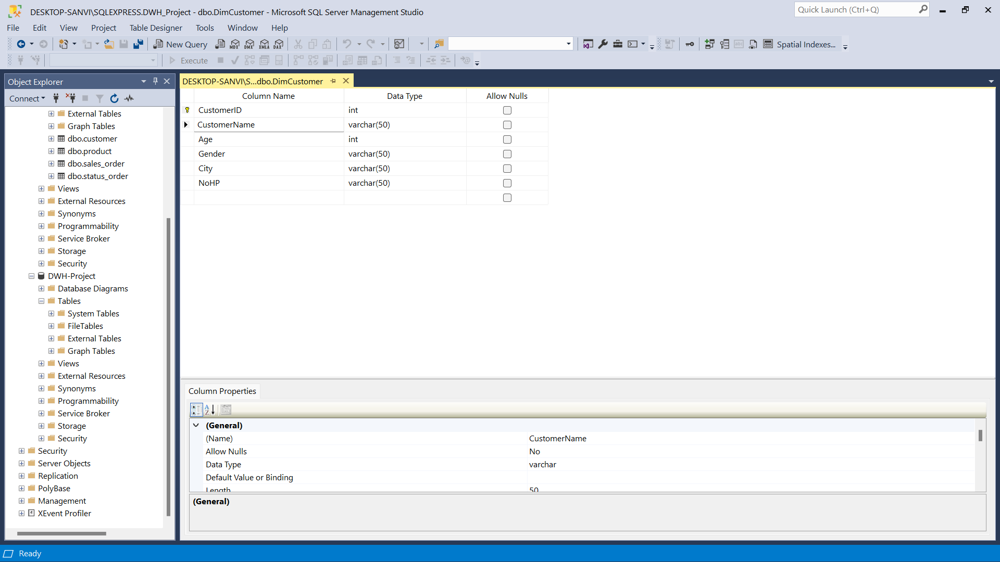 DESKTOP-SANVI\SQLEXPRESS.DWH_Project - dbo.DimCustomer - Microsoft SQL Server Management Studio
Quick Launch (Ctrl+Q)
File Edit View Project Table Designer Tools Window Help
New Query MDX DMX XMLA DAX abc Spatial Indexes...
Execute
Object Explorer
DESKTOP-SANVI\S...dbo.DimCustomer
Connect
External Tables
Graph Tables
dbo.customer
dbo.product
dbo.sales_order
dbo.status_order
Views
External Resources
Synonyms
Programmability
Service Broker
Storage
Security
DWH-Project
Database Diagrams
Tables
System Tables
FileTables
External Tables
Graph Tables
Views
External Resources
Synonyms
Programmability
Service Broker
Storage
Security
Security
Server Objects
Replication
PolyBase
Management
XEvent Profiler
Column Name Data Type Allow Nulls
CustomerID int
CustomerName varchar(50)
Age int
Gender varchar(50)
City varchar(50)
NoHP varchar(50)
Column Properties
(General)
(Name) CustomerName
Allow Nulls No
Data Type varchar
Default Value or Binding
Length 50
(General)
Ready